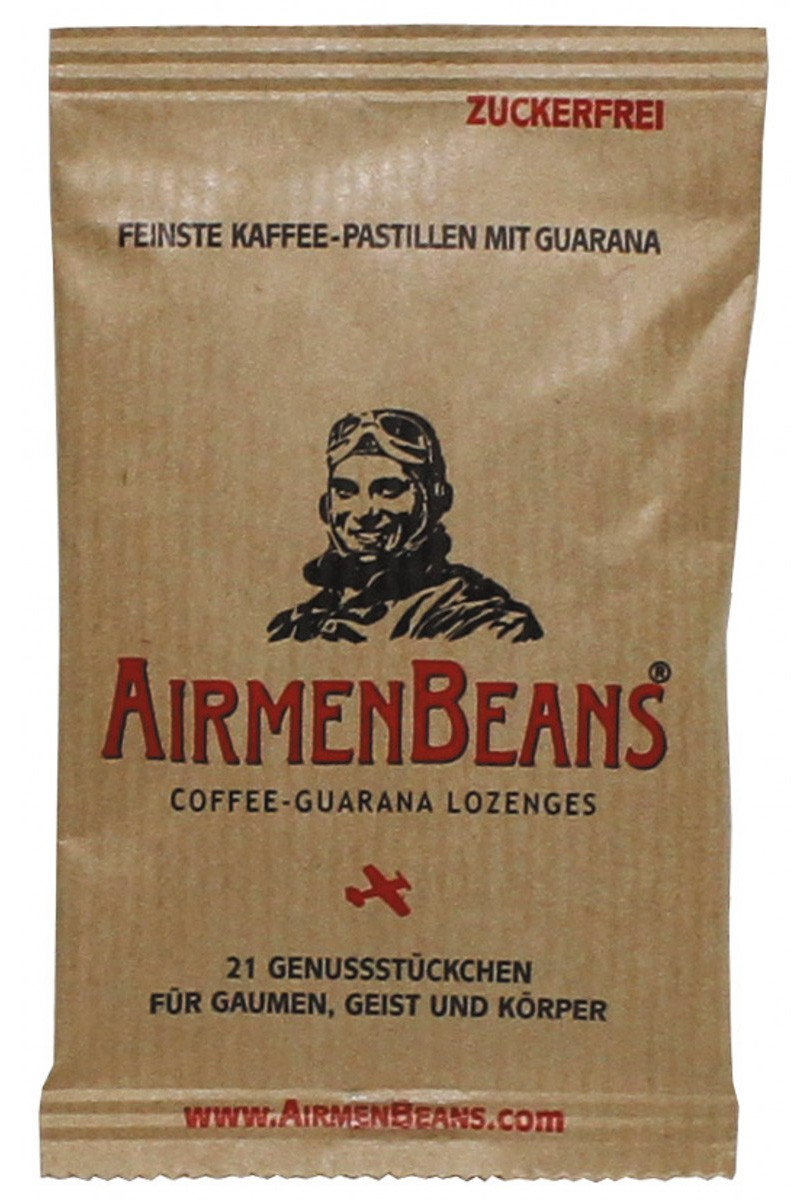 ZUCKERFREI
FEINSTE KAFFEE-PASTILLEN MIT GUARANA
AIRMENBEANS®
COFFEE-GUARANA LOZENGES
21 GENUSSSTÜCKCHEN
FÜR GAUMEN, GEIST UND KÖRPER
www.AIRMENBEANS.com